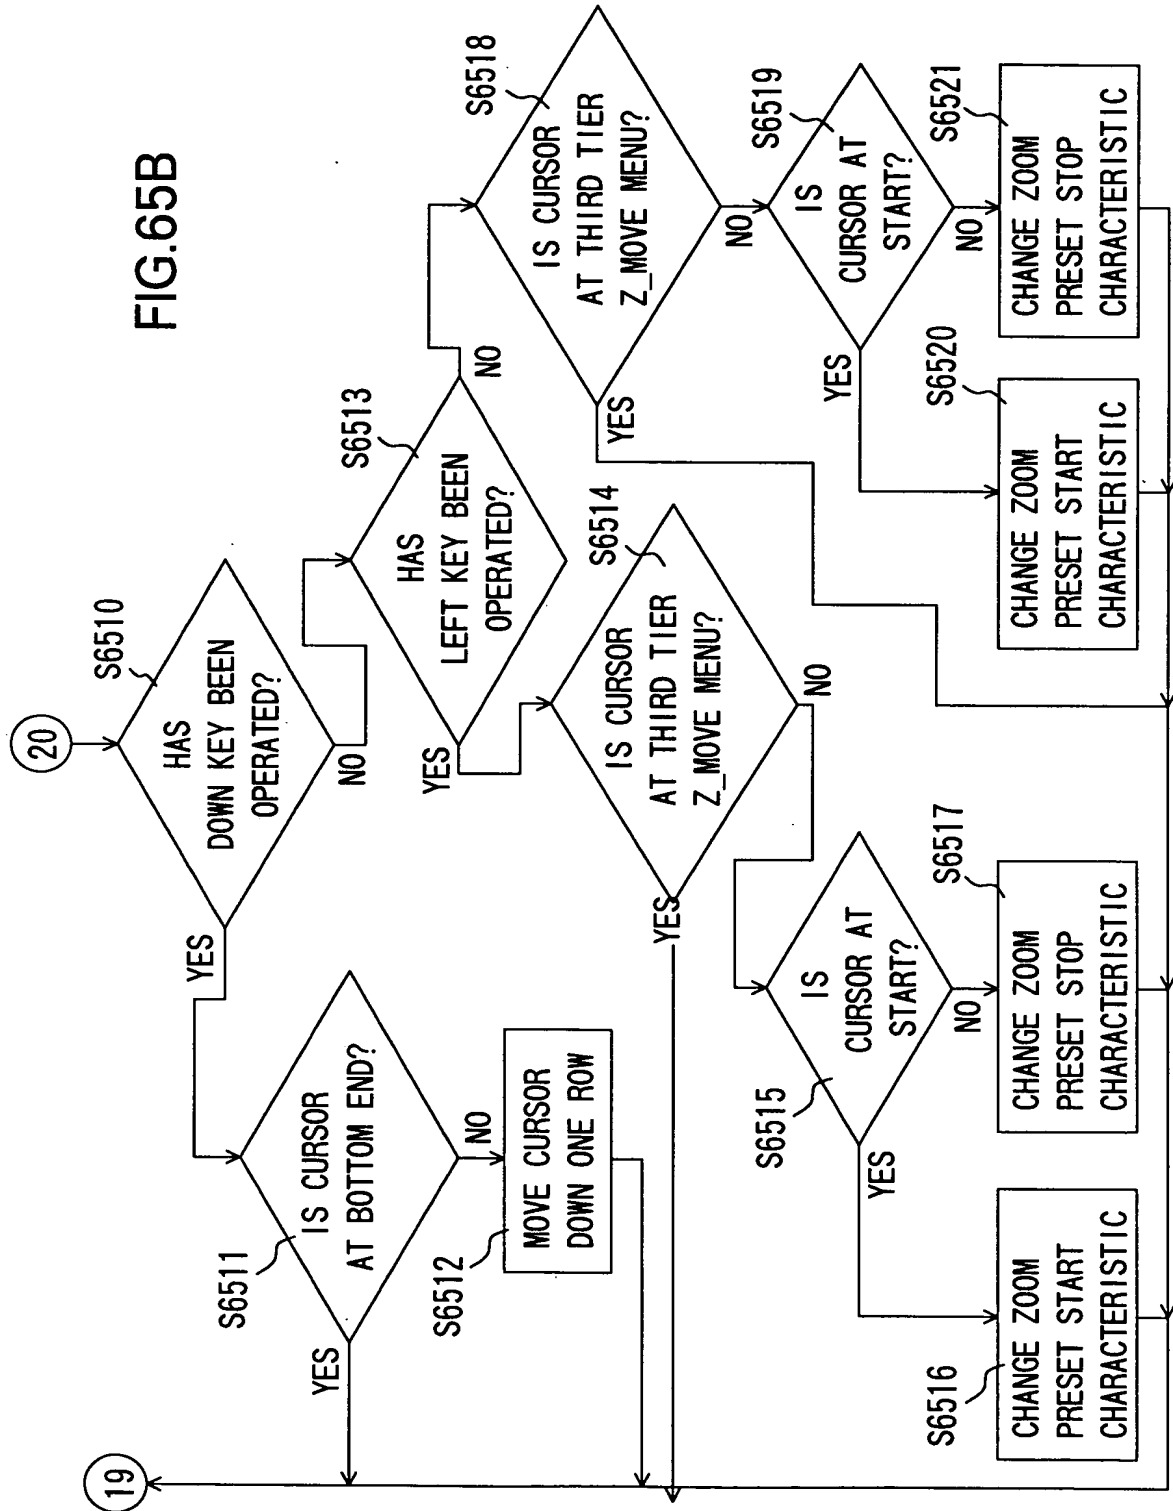 FIG.65B
20
S6510
HAS
DOWN KEY BEEN
OPERATED?
YES
NO
S6511
IS CURSOR
AT BOTTOM END?
YES
NO
S6512
MOVE CURSOR
DOWN ONE ROW
19
S6513
HAS
LEFT KEY BEEN
OPERATED?
YES
NO
S6514
IS CURSOR
AT THIRD TIER
Z_MOVE MENU?
YES
NO
S6515
IS
CURSOR AT
START?
YES
NO
S6516
CHANGE ZOOM
PRESET START
CHARACTERISTIC
S6517
CHANGE ZOOM
PRESET STOP
CHARACTERISTIC
S6518
IS CURSOR
AT THIRD TIER
Z_MOVE MENU?
YES
NO
S6519
IS
CURSOR AT
START?
YES
NO
S6520
CHANGE ZOOM
PRESET START
CHARACTERISTIC
S6521
CHANGE ZOOM
PRESET STOP
CHARACTERISTIC